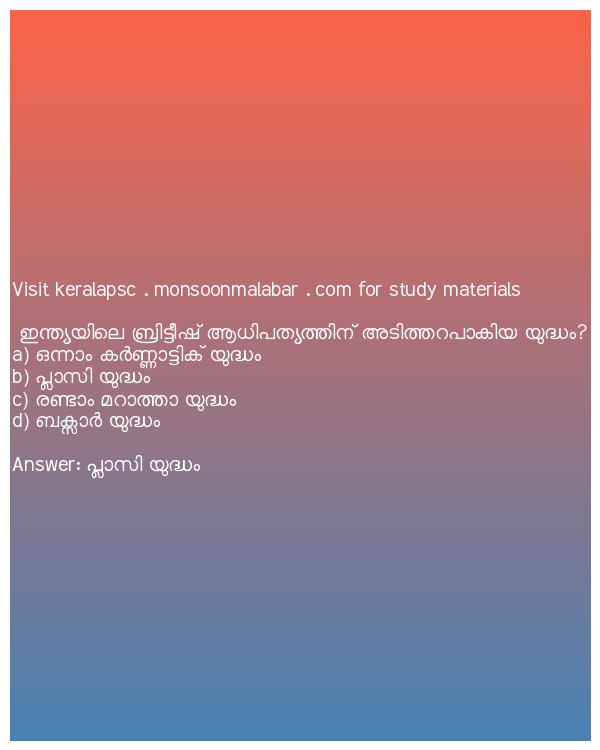 Visit keralapsc . monsoonmalabar . com for study materials
ഇന്ത്യയിലെ ബ്രിട്ടീഷ് ആധിപത്യത്തിന് അടിത്തറപാകിയ യുദ്ധം?
a) ഒന്നാം കർണ്ണാട്ടിക് യുദ്ധം
b) പ്ലാസി യുദ്ധം
c) രണ്ടാം മറാത്താ യുദ്ധം
d) ബക്സാർ യുദ്ധം
Answer: പ്ലാസി യുദ്ധം